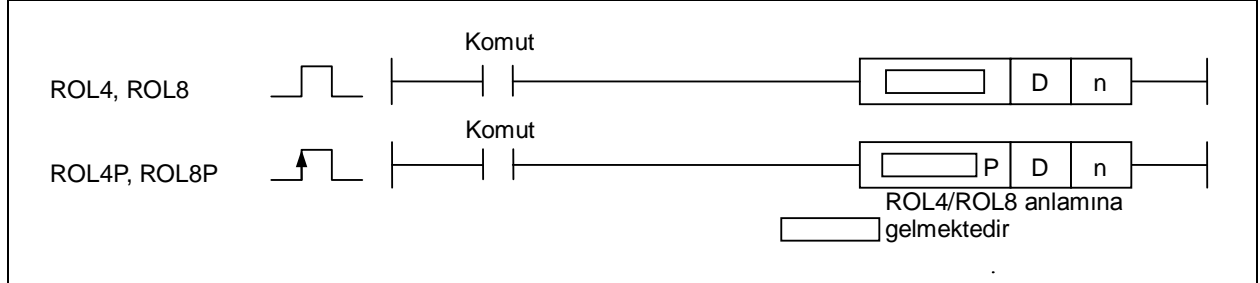 Komut
ROL4, ROL8
D
n
Komut
ROL4P, ROL8P
P
D
n
ROL4/ROL8 anlamına
gelmektedir
.